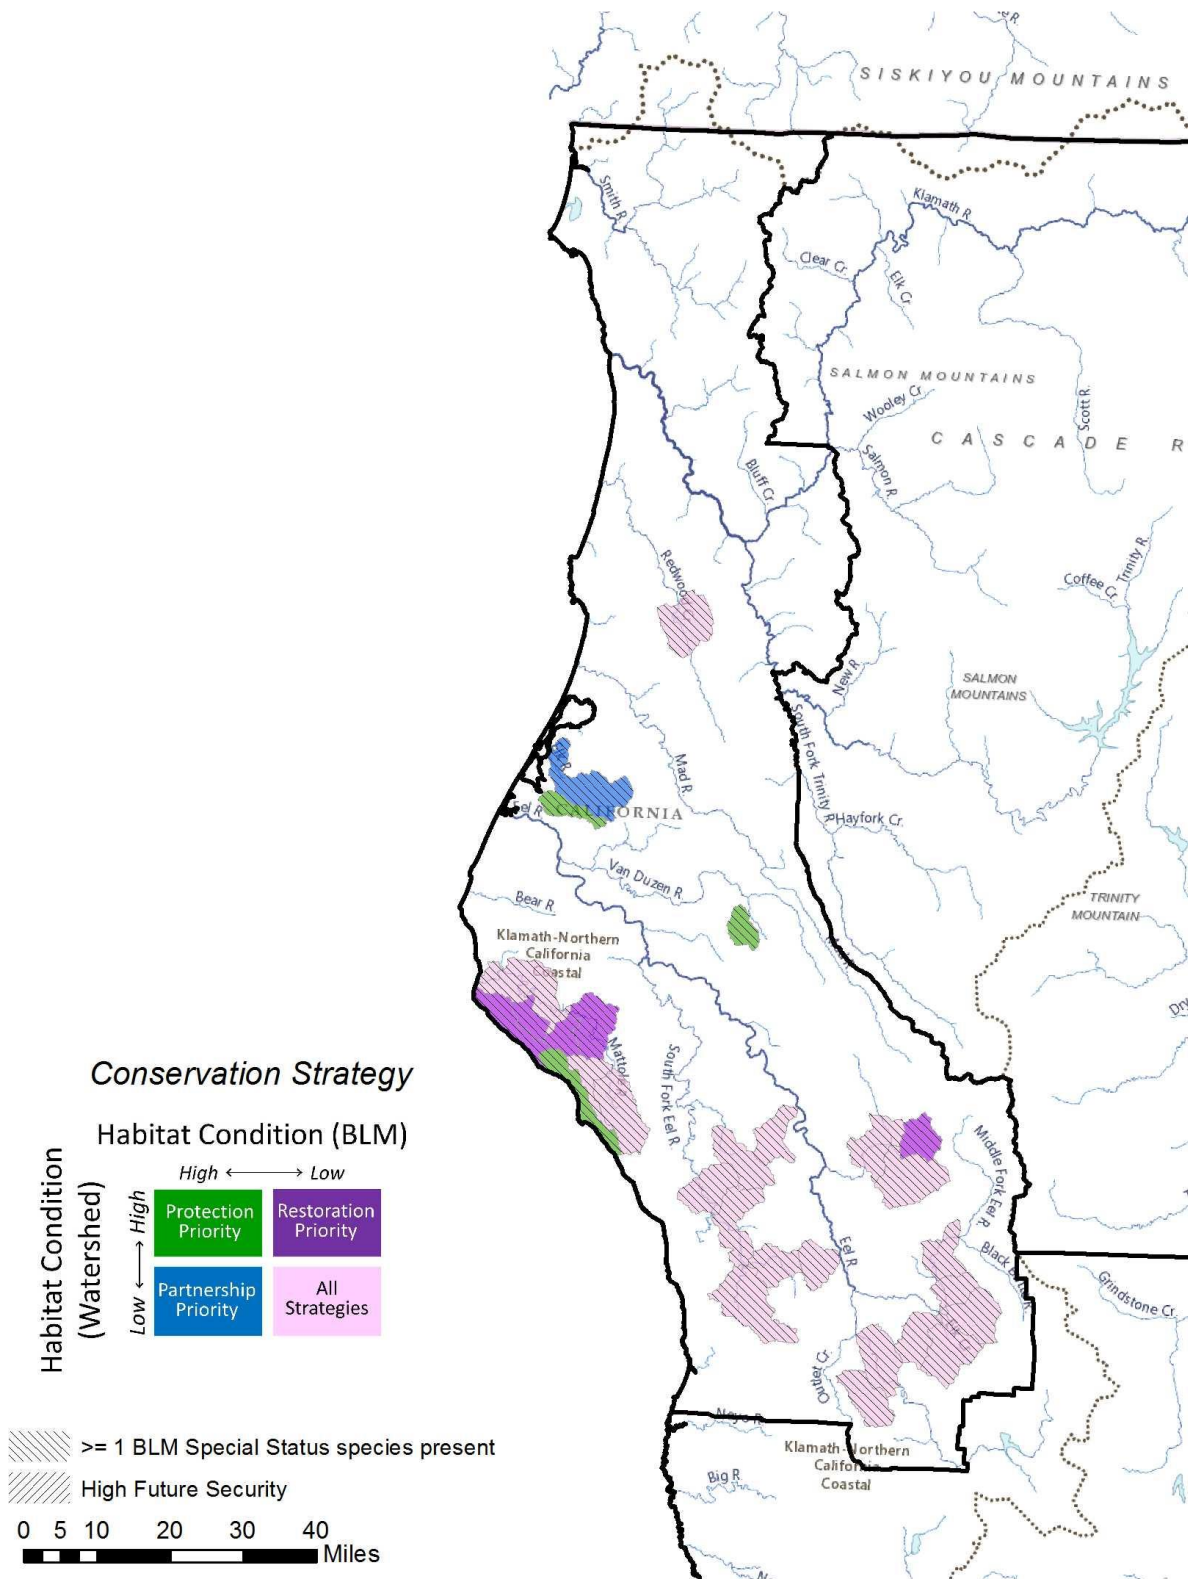 SISKIYOU MOUNTAINS
Smith R
Klamath R
Clear Cr.
Elk Cr.
SALMON MOUNTAINS
Wooley Cr
Scott R.
CASCADE R
Salmon R.
Bluff Cr.
Trinity R.
Coffee Cr.
SALMON
MOUNTAINS
New R
South Fork Trinity R
Mad R.
Hayfork Cr.
Eel R
CALIFORNIA
Van Duzen R
Bear R.
TRINITY
MOUNTAIN
Klamath-Northern
California
Coastal
Dry
Mattole
South Fork Eel R
Middle Fork Eel R.
Eel R
Grindstone Cr.
Outlet Cr.
Noyo R.
Klamath-Northern
California
Coastal
Big R
Conservation Strategy
Habitat Condition (BLM)
High Low
Habitat Condition
(Watershed)
Low High
Protection
Priority
Restoration
Priority
Partnership
Priority
All
Strategies
>= 1 BLM Special Status species present
High Future Security
0 5 10 20 30 40
Miles